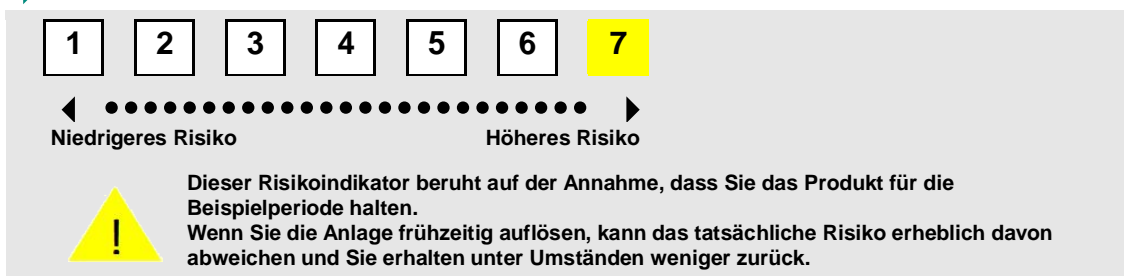 1 2 3 4 5 6 7
Niedrigeres Risiko Höheres Risiko
!
Dieser Risikoindikator beruht auf der Annahme, dass Sie das Produkt für die
Beispielperiode halten.
Wenn Sie die Anlage frühzeitig auflösen, kann das tatsächliche Risiko erheblich davon
abweichen und Sie erhalten unter Umständen weniger zurück.